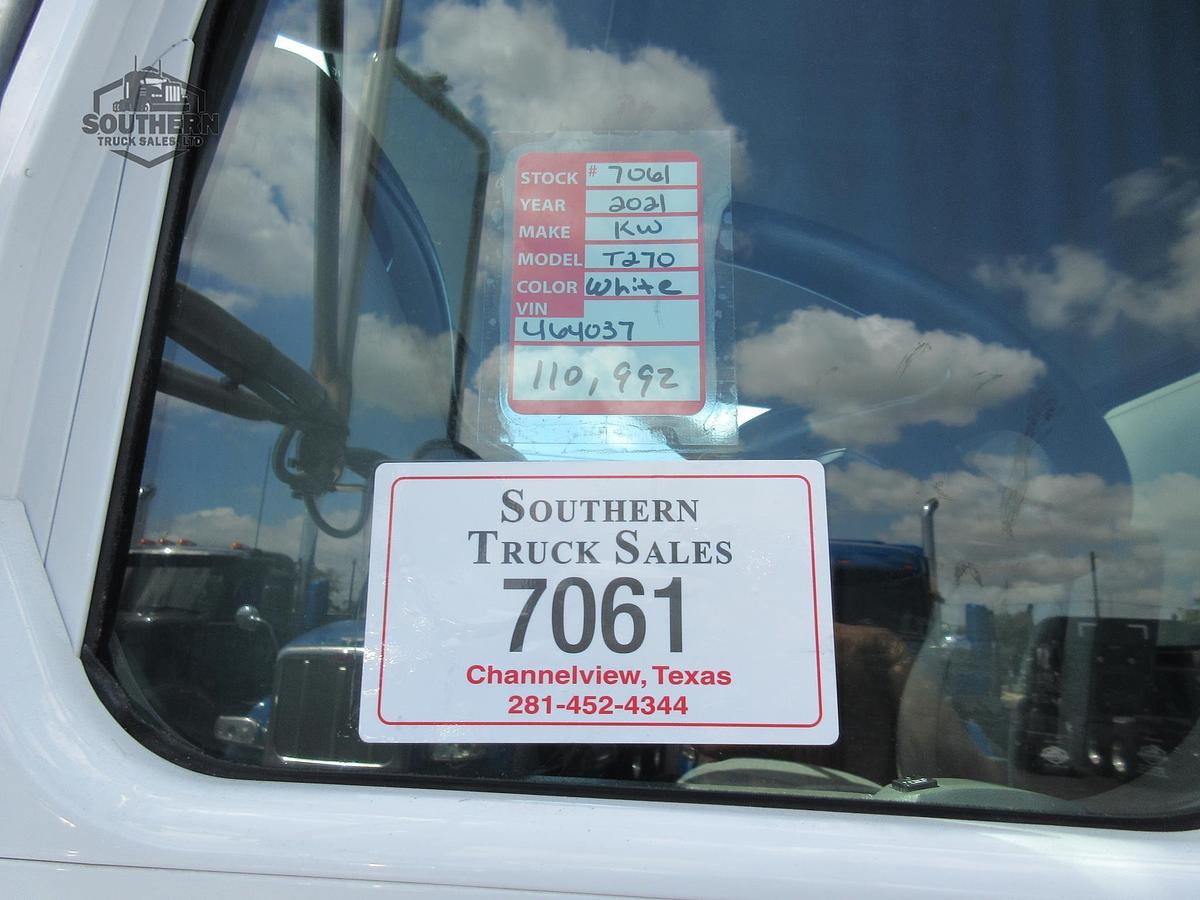 SOUTHERN
TRUCK SALES, LTD
STOCK # 7061
YEAR 2021
MAKE KW
MODEL T270
COLOR White
VIN
464037
110,992
SOUTHERN
TRUCK SALES
7061
Channelview, Texas
281-452-4344